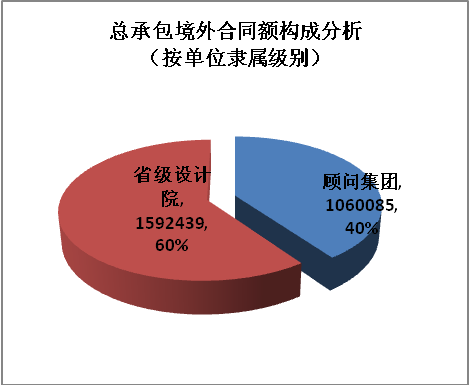 总承包境外合同额构成分析
（按单位隶属级别）
省级设计
院,
1592439,
60%
顾问集团,
1060085,
40%